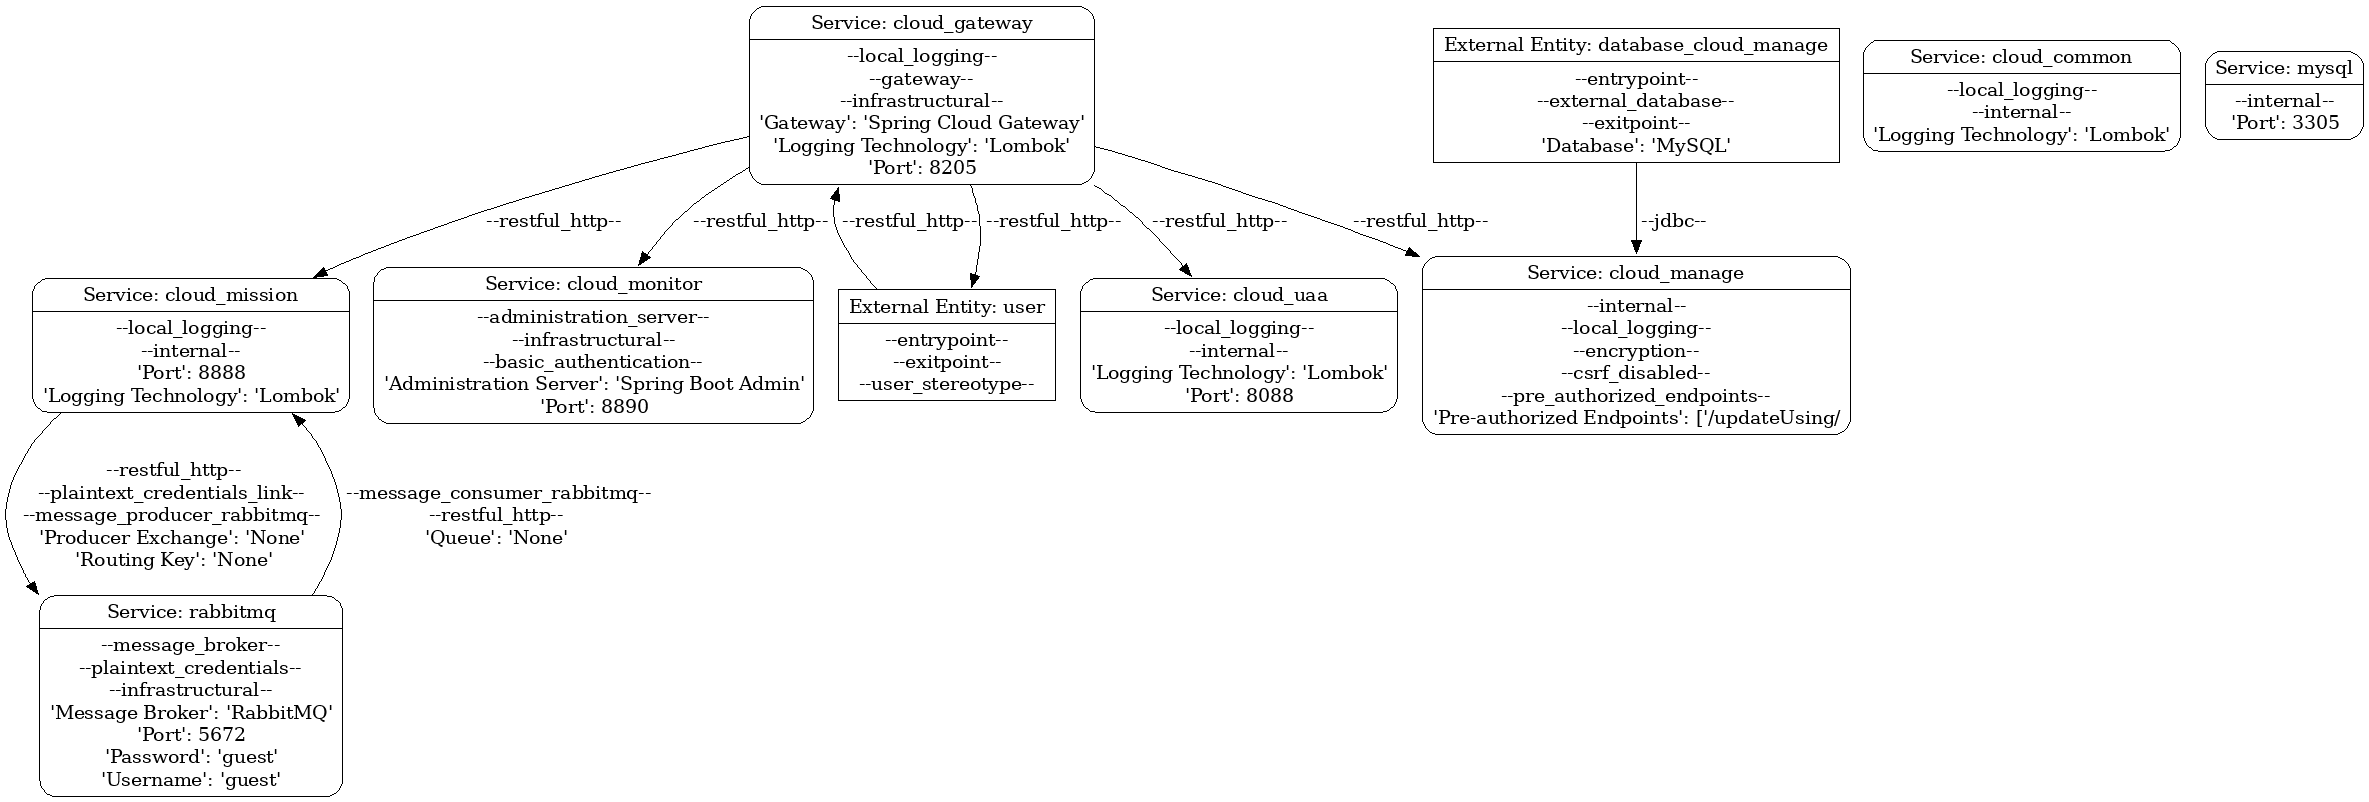 Service: cloud_gateway
--local_logging--
--gateway--
--infrastructural--
'Gateway': 'Spring Cloud Gateway'
'Logging Technology': 'Lombok'
'Port': 8205
External Entity: database_cloud_manage
--entrypoint--
--external_database--
--exitpoint--
'Database': 'MySQL'
Service: cloud_common
--local_logging--
--internal--
'Logging Technology': 'Lombok'
Service: mysql
--internal--
'Port': 3305
--restful_http--
--restful_http--
--restful_http--
--restful_http--
--restful_http--
--restful_http--
--jdbc--
Service: cloud_mission
--local_logging--
--internal--
'Port': 8888
'Logging Technology': 'Lombok'
Service: cloud_monitor
--administration_server--
--infrastructural--
--basic_authentication--
'Administration Server': 'Spring Boot Admin'
'Port': 8890
External Entity: user
--entrypoint--
--exitpoint--
--user_stereotype--
Service: cloud_uaa
--local_logging--
--internal--
'Logging Technology': 'Lombok'
'Port': 8088
Service: cloud_manage
--internal--
--local_logging--
--encryption--
--csrf_disabled--
--pre_authorized_endpoints--
'Pre-authorized Endpoints': ['/updateUsing/
--restful_http--
--plaintext_credentials_link--
--message_producer_rabbitmq--
'Producer Exchange': 'None'
'Routing Key': 'None'
--message_consumer_rabbitmq--
--restful_http--
'Queue': 'None'
Service: rabbitmq
--message_broker--
--plaintext_credentials--
--infrastructural--
'Message Broker': 'RabbitMQ'
'Port': 5672
'Password': 'guest'
'Username': 'guest'